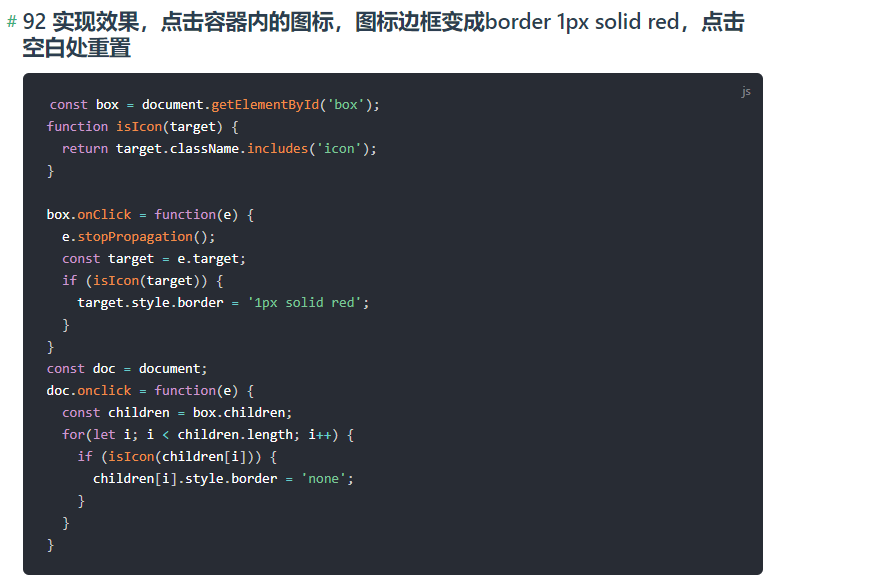 # 92 实现效果，点击容器内的图标，图标边框变成border 1px solid red，点击
空白处重置
js
const box = document.getElementById('box');
function isIcon(target) {
  return target.className.includes('icon');
}

box.onClick = function(e) {
  e.stopPropagation();
  const target = e.target;
  if (isIcon(target)) {
    target.style.border = '1px solid red';
  }
}
const doc = document;
doc.onclick = function(e) {
  const children = box.children;
  for(let i; i < children.length; i++) {
    if (isIcon(children[i])) {
      children[i].style.border = 'none';
    }
  }
}